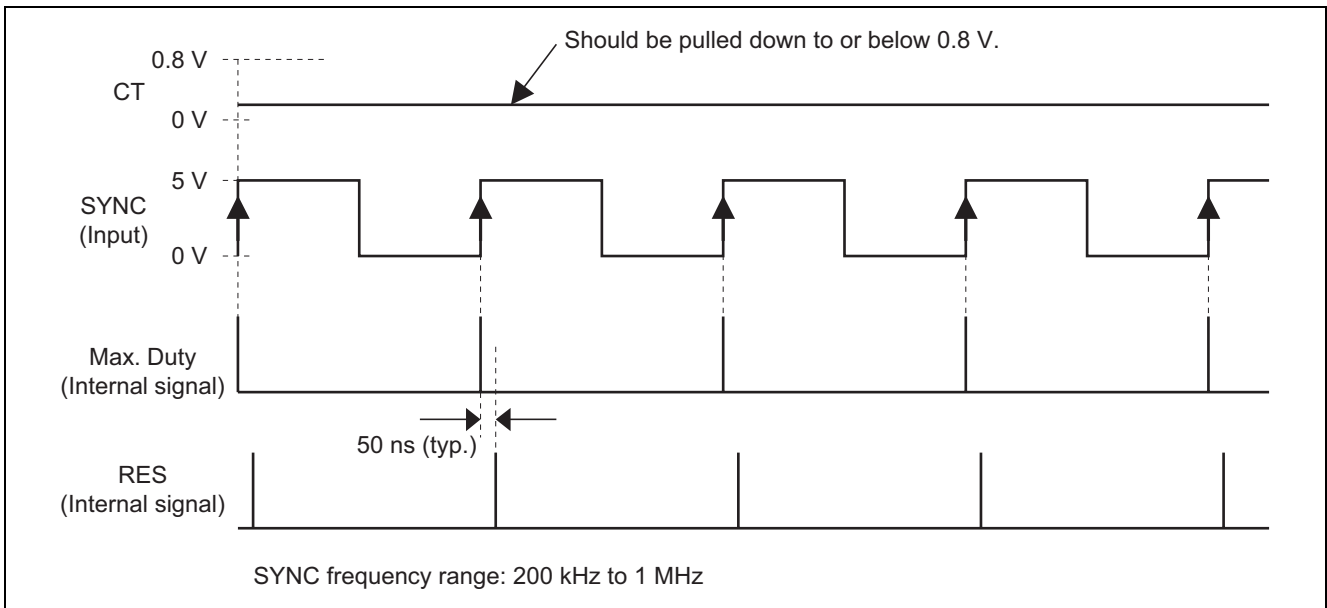 Should be pulled down to or below 0.8 V.
0.8 V
CT
0 V
5 V
SYNC
(Input)
0 V
Max. Duty
(Internal signal)
50 ns (typ.)
RES
(Internal signal)
SYNC frequency range: 200 kHz to 1 MHz